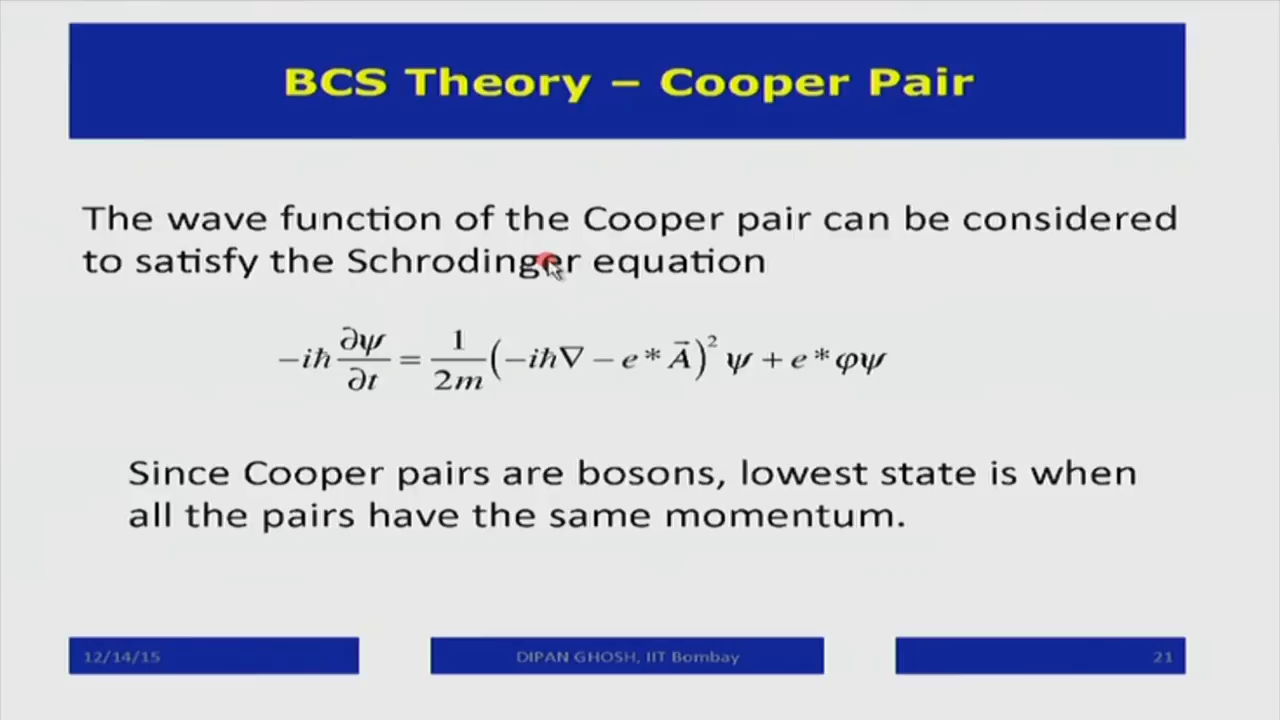 BCS Theory – Cooper Pair
The wave function of the Cooper pair can be considered
to satisfy the Schrodinger equation
−iħ ∂ψ/∂t = 1/2m (−iħ∇ − e*A⃗)² ψ + e*φψ
Since Cooper pairs are bosons, lowest state is when
all the pairs have the same momentum.
12/14/15
DIPAN GHOSH, IIT Bombay
21